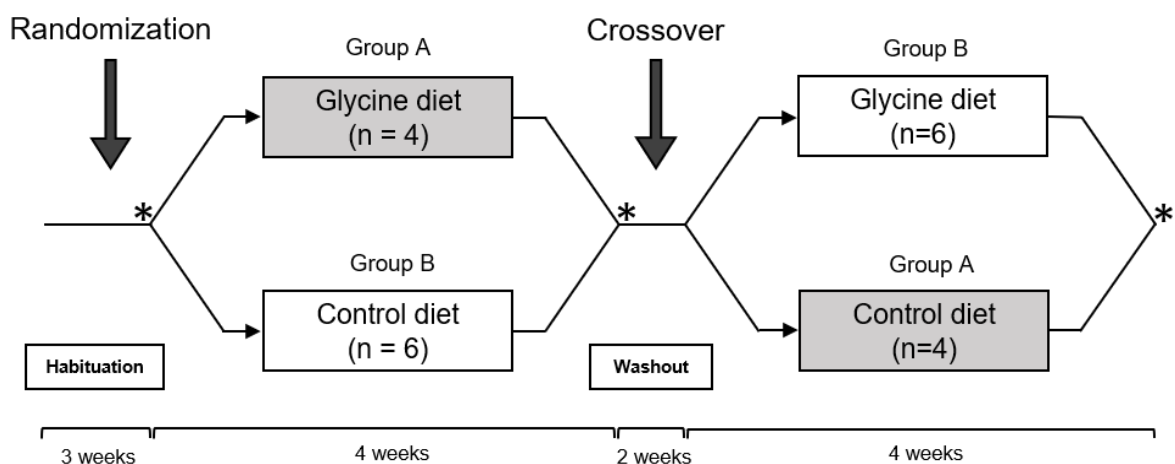 Randomization
Crossover
Group A
Glycine diet
(n = 4)
Group B
Glycine diet
(n=6)
*
*
*
Group B
Control diet
(n = 6)
Group A
Control diet
(n=4)
Habituation
Washout
3 weeks
4 weeks
2 weeks
4 weeks